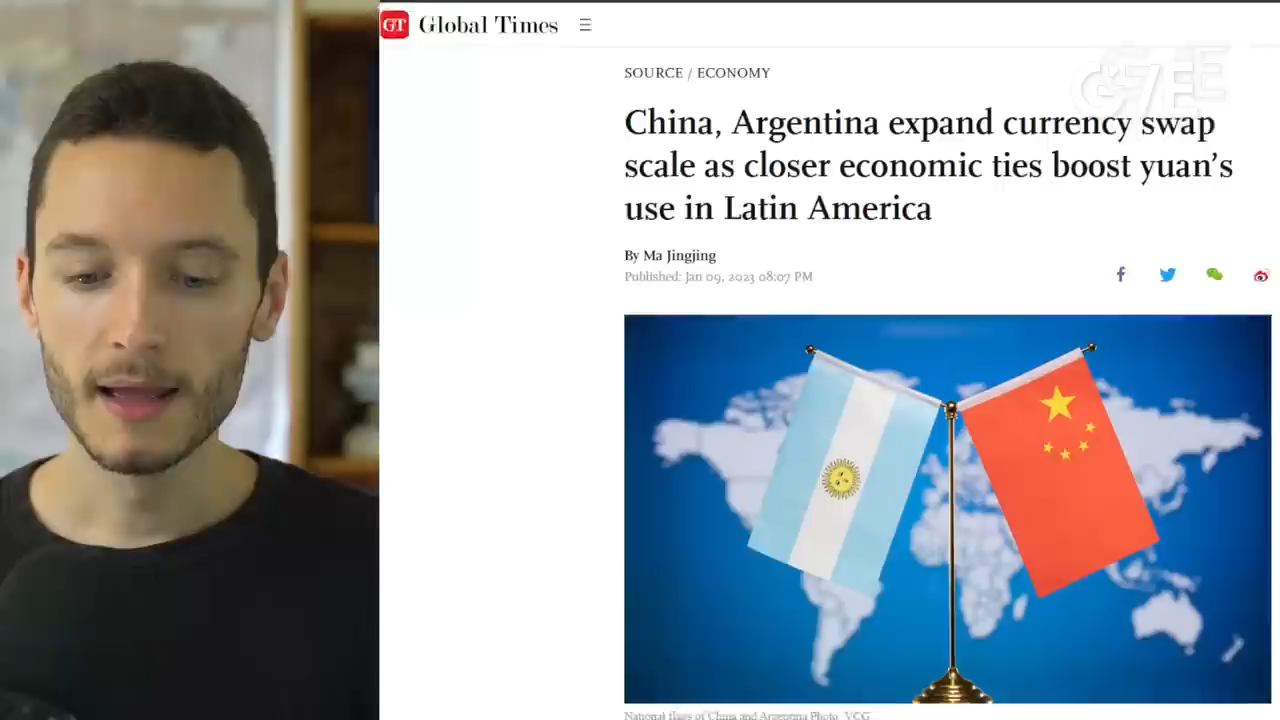 GT Global Times
SOURCE / ECONOMY
China, Argentina expand currency swap
scale as closer economic ties boost yuan's
use in Latin America
By Ma Jingjing
Published: Jan 09, 2023 08:07 PM
National flags of China and Argentina Photo VCG